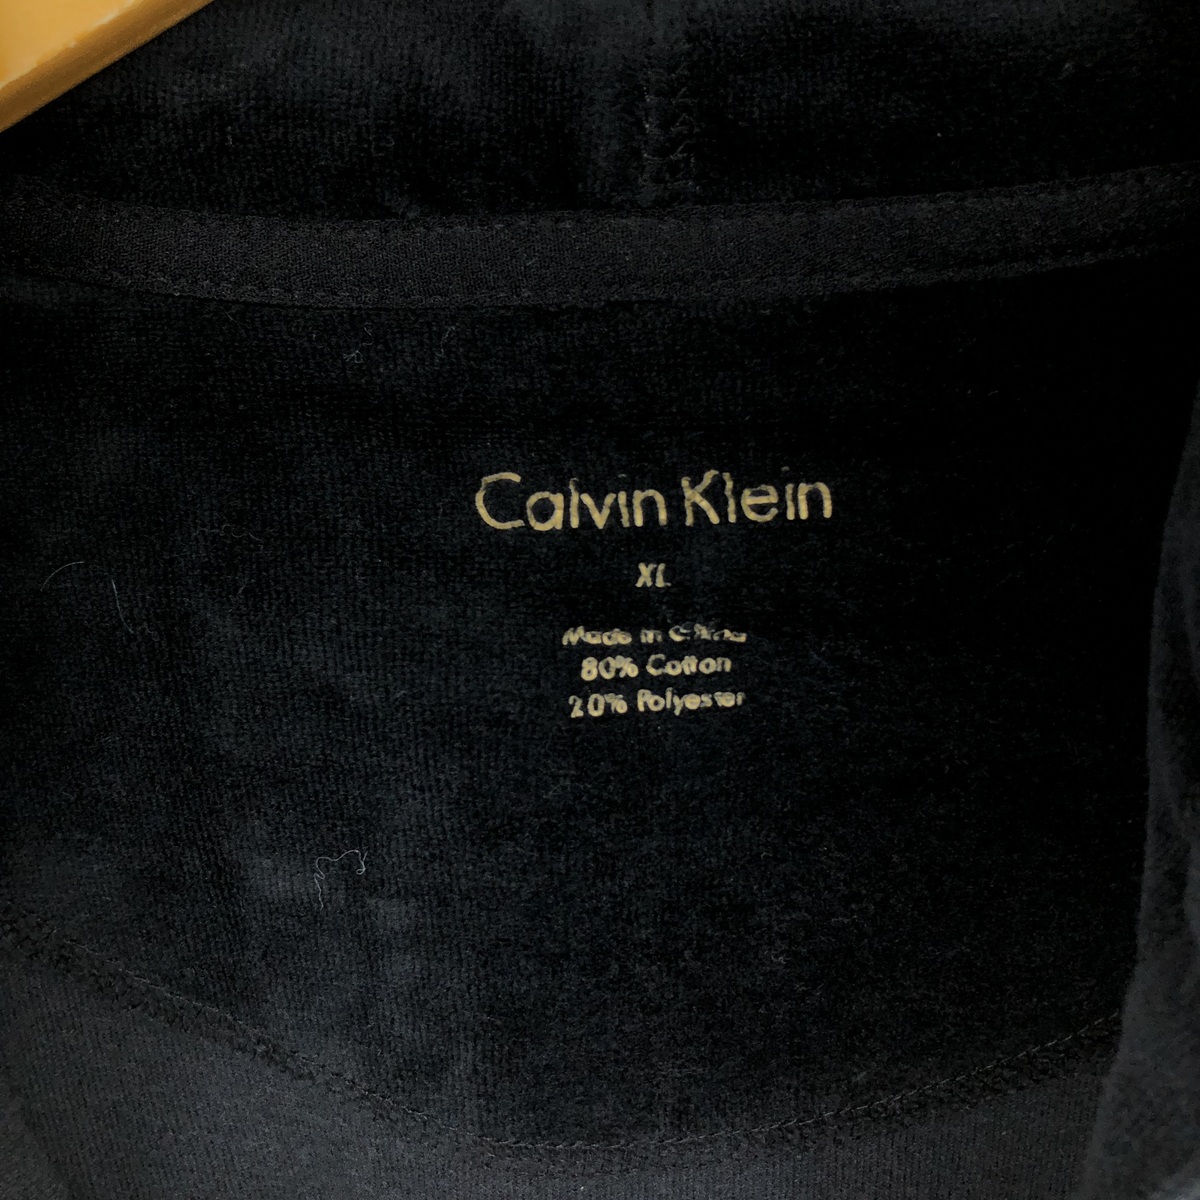 Calvin Klein
XL
Made in China
80% Cotton
20% Polyester